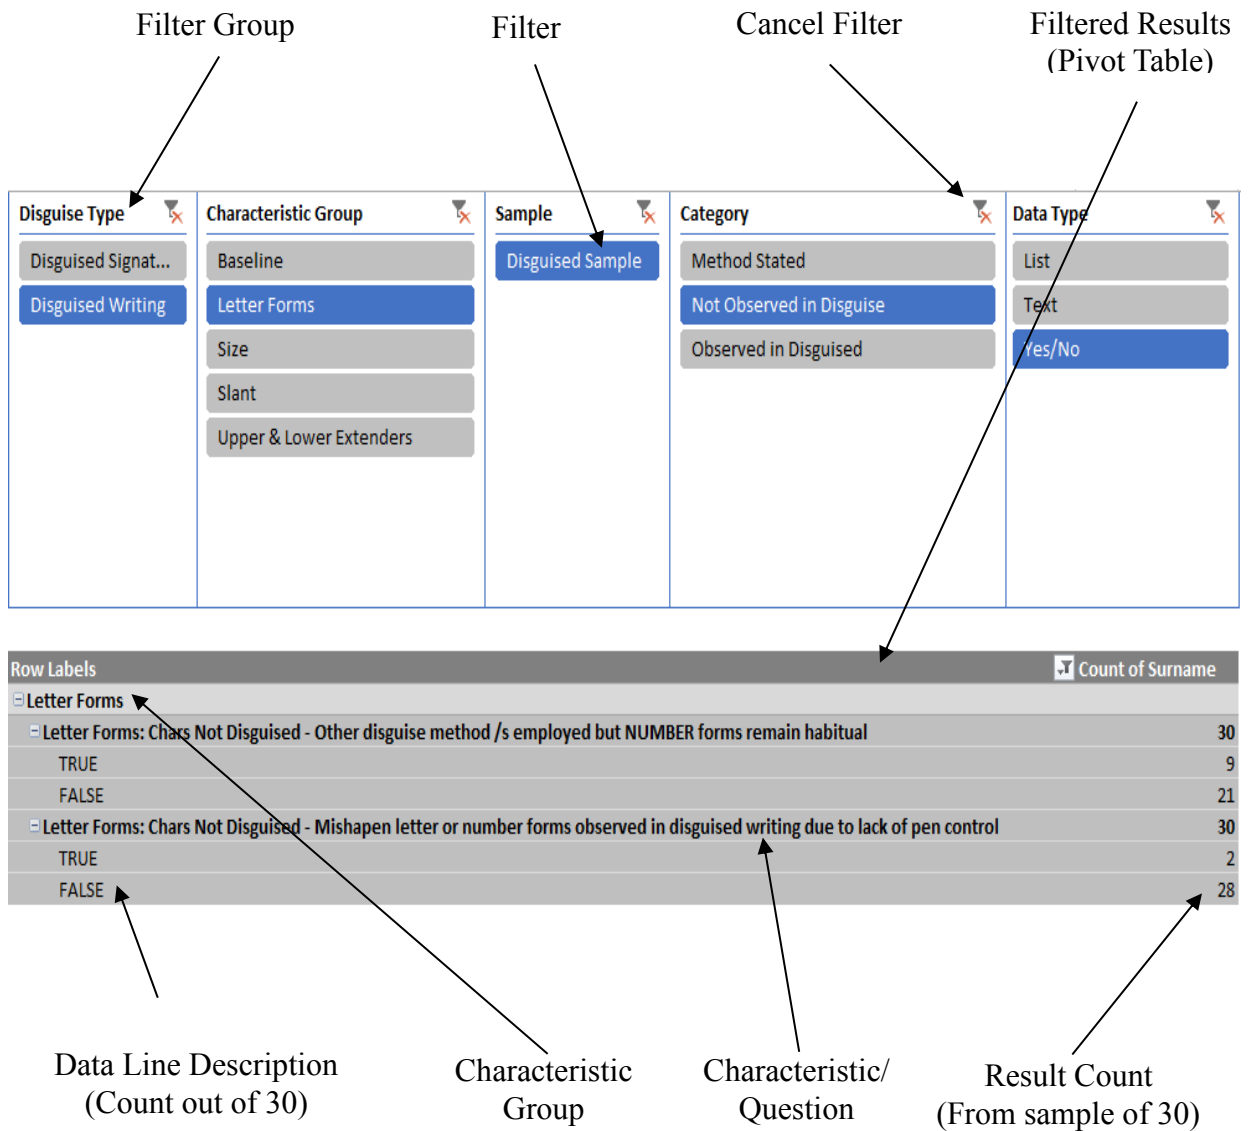 Filter Group
Filter
Cancel Filter
Filtered Results
(Pivot Table)
Disguise Type
Characteristic Group
Sample
Category
Data Type
Disguised Signat...
Baseline
Disguised Sample
Method Stated
List
Disguised Writing
Letter Forms
Not Observed in Disguise
Text
Size
Observed in Disguised
Yes/No
Slant
Upper & Lower Extenders
Row Labels
Count of Surname
Letter Forms
Letter Forms: Chars Not Disguised - Other disguise method /s employed but NUMBER forms remain habitual 30
TRUE 9
FALSE 21
Letter Forms: Chars Not Disguised - Mishapen letter or number forms observed in disguised writing due to lack of pen control 30
TRUE 2
FALSE 28
Data Line Description
(Count out of 30)
Characteristic
Group
Characteristic/
Question
Result Count
(From sample of 30)